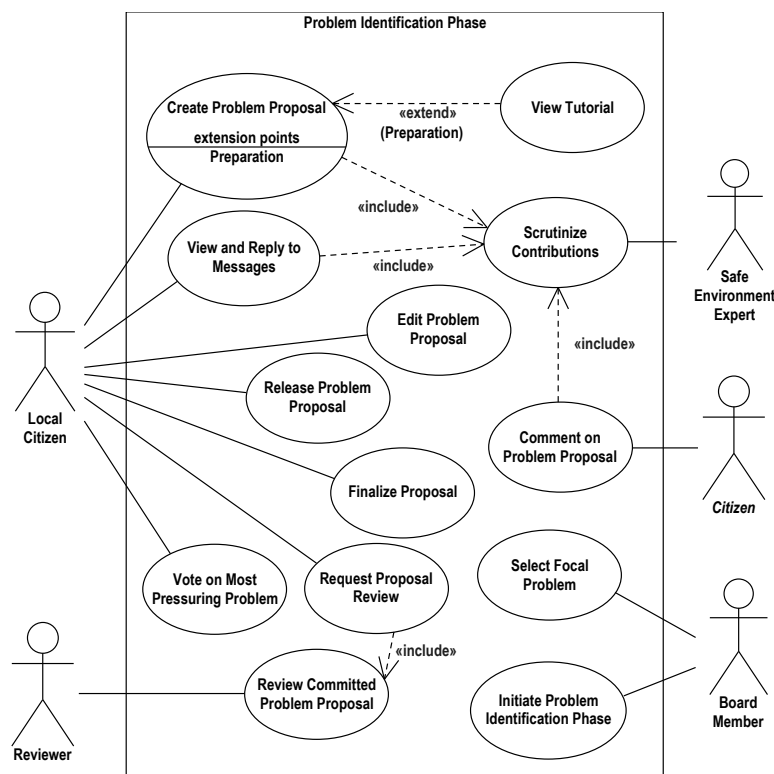 Problem Identification Phase
Create Problem Proposal
extension points
Preparation
«extend»
(Preparation)
View Tutorial
«include»
View and Reply to
Messages
«include»
Scrutinize
Contributions
Safe
Environment
Expert
Edit Problem
Proposal
«include»
Release Problem
Proposal
Local
Citizen
Comment on
Problem Proposal
Citizen
Finalize Proposal
Vote on Most
Pressuring Problem
Request Proposal
Review
Select Focal
Problem
«include»
Review Committed
Problem Proposal
Initiate Problem
Identification Phase
Board
Member
Reviewer